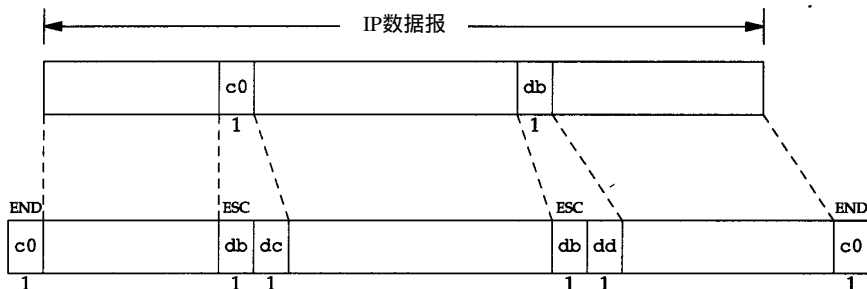 IP数据报
c0 db
1 1
END ESC ESC END
c0 db dc db dd c0
1 1 1 1 1 1